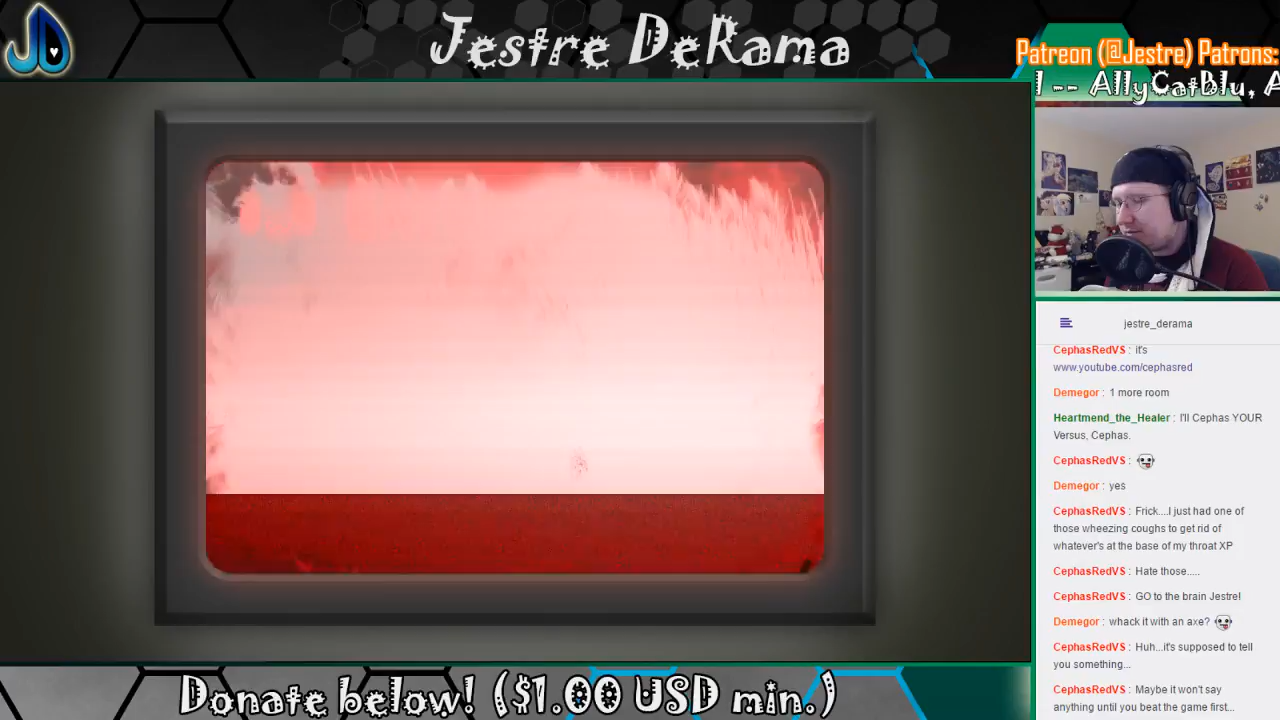 JD
Jestre DeRama
Patreon (@Jestre) Patrons:
l -- AllyCatBlu, A
jestre_derama
CephasRedVS : it's
www.youtube.com/cephasred
Demegor : 1 more room
Heartmend_the_Healer : I'll Cephas YOUR
Versus, Cephas.
CephasRedVS :
Demegor : yes
CephasRedVS : Frick....I just had one of
those wheezing coughs to get rid of
whatever's at the base of my throat XP
CephasRedVS : Hate those.....
CephasRedVS : GO to the brain Jestre!
Demegor : whack it with an axe?
CephasRedVS : Huh...it's supposed to tell
you something...
CephasRedVS : Maybe it won't say
anything until you beat the game first...
Donate below! ($1.00 USD min.)